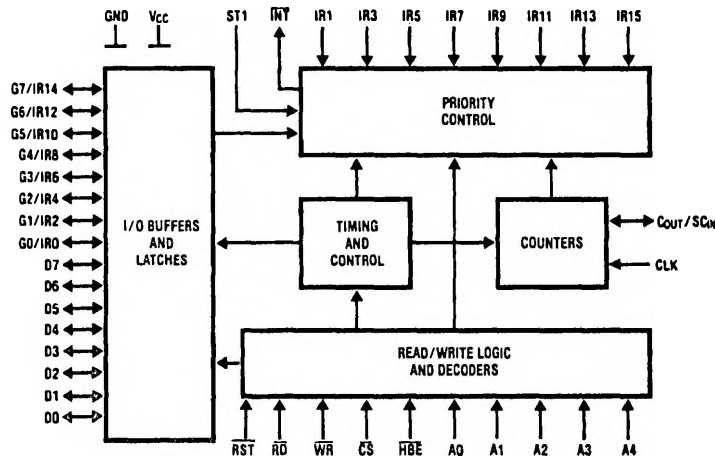 GND VCC ST1 INT IR1 IR3 IR5 IR7 IR9 IR11 IR13 IR15
G7/IR14
G6/IR12
G5/IR10
G4/IR8
G3/IR6
G2/IR4
G1/IR2
G0/IR0
D7
D6
D5
D4
D3
D2
D1
D0
I/O BUFFERS
AND
LATCHES
PRIORITY
CONTROL
TIMING
AND
CONTROL
COUNTERS
COUT/SCIN
CLK
READ/WRITE LOGIC
AND DECODERS
RST RD WR CS HBE A0 A1 A2 A3 A4